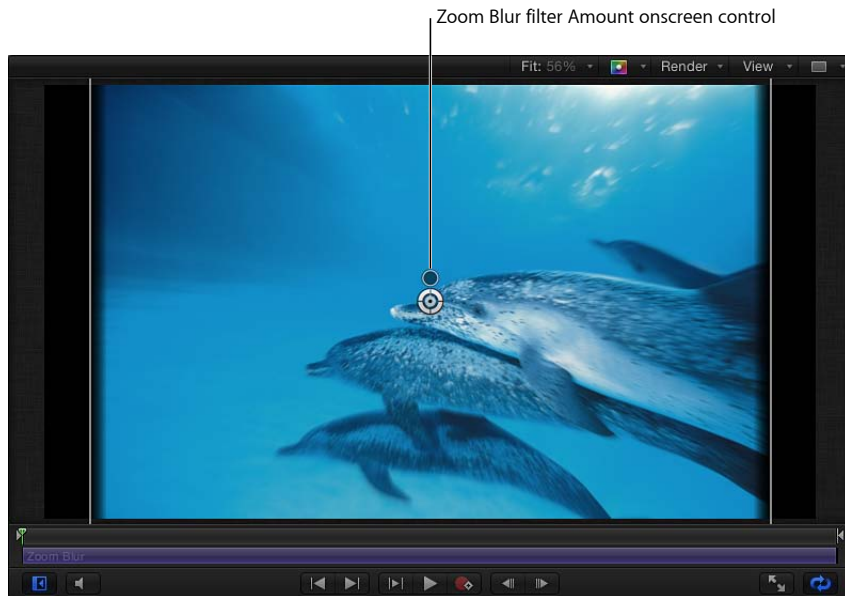 Zoom Blur filter Amount onscreen control
Fit: 56% Render View
Zoom Blur